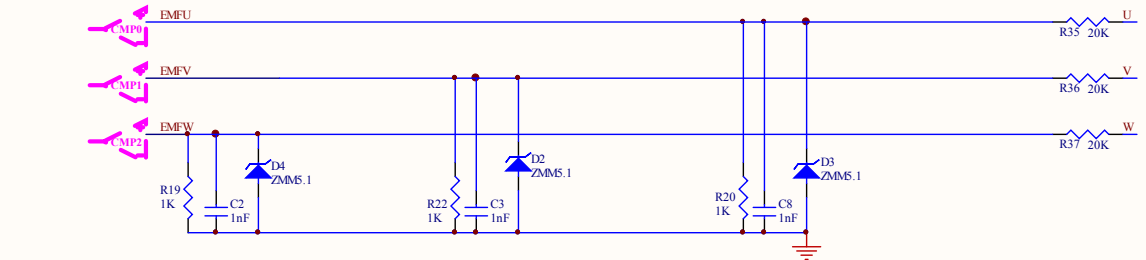 EMFU
U
CMP0
R35 20K
EMFV
V
CMP1
R36 20K
EMFW
W
CMP2
R37 20K
D4
ZMM5.1
D2
ZMM5.1
D3
ZMM5.1
R19
1K
C2
1nF
R22
1K
C3
1nF
R20
1K
C8
1nF